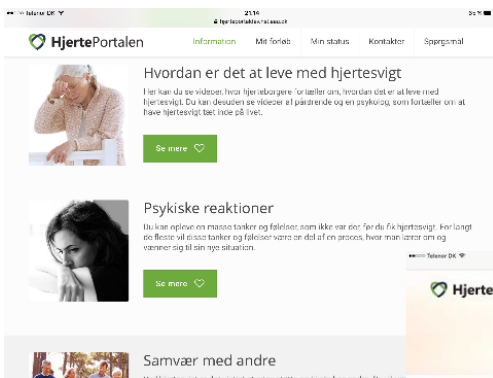 Telenor DK
21.14
HjertePortalen
Information Mit forløb Min status Kontakter Spørgsmål
Hvordan er det at leve med hjertesvigt
Her kan du se videoer, hvor hjerteborgere fortæller om, hvordan det er at leve med
hjertesvigt. Du kan desuden se videoer af pårørende og en psykolog, som fortæller om at
have hjertesvigt tæt inde på livet.
Se mere
Psykiske reaktioner
Du kan opleve en masse tanker og følelser, som ikke var der, før du fik hjertesvigt. For langt
de fleste vil disse tanker og følelser være en del af en proces, hvor man lærer om og
vænner sig til sin nye situation.
Se mere
Telenor DK
Hjerte
Samvær med andre